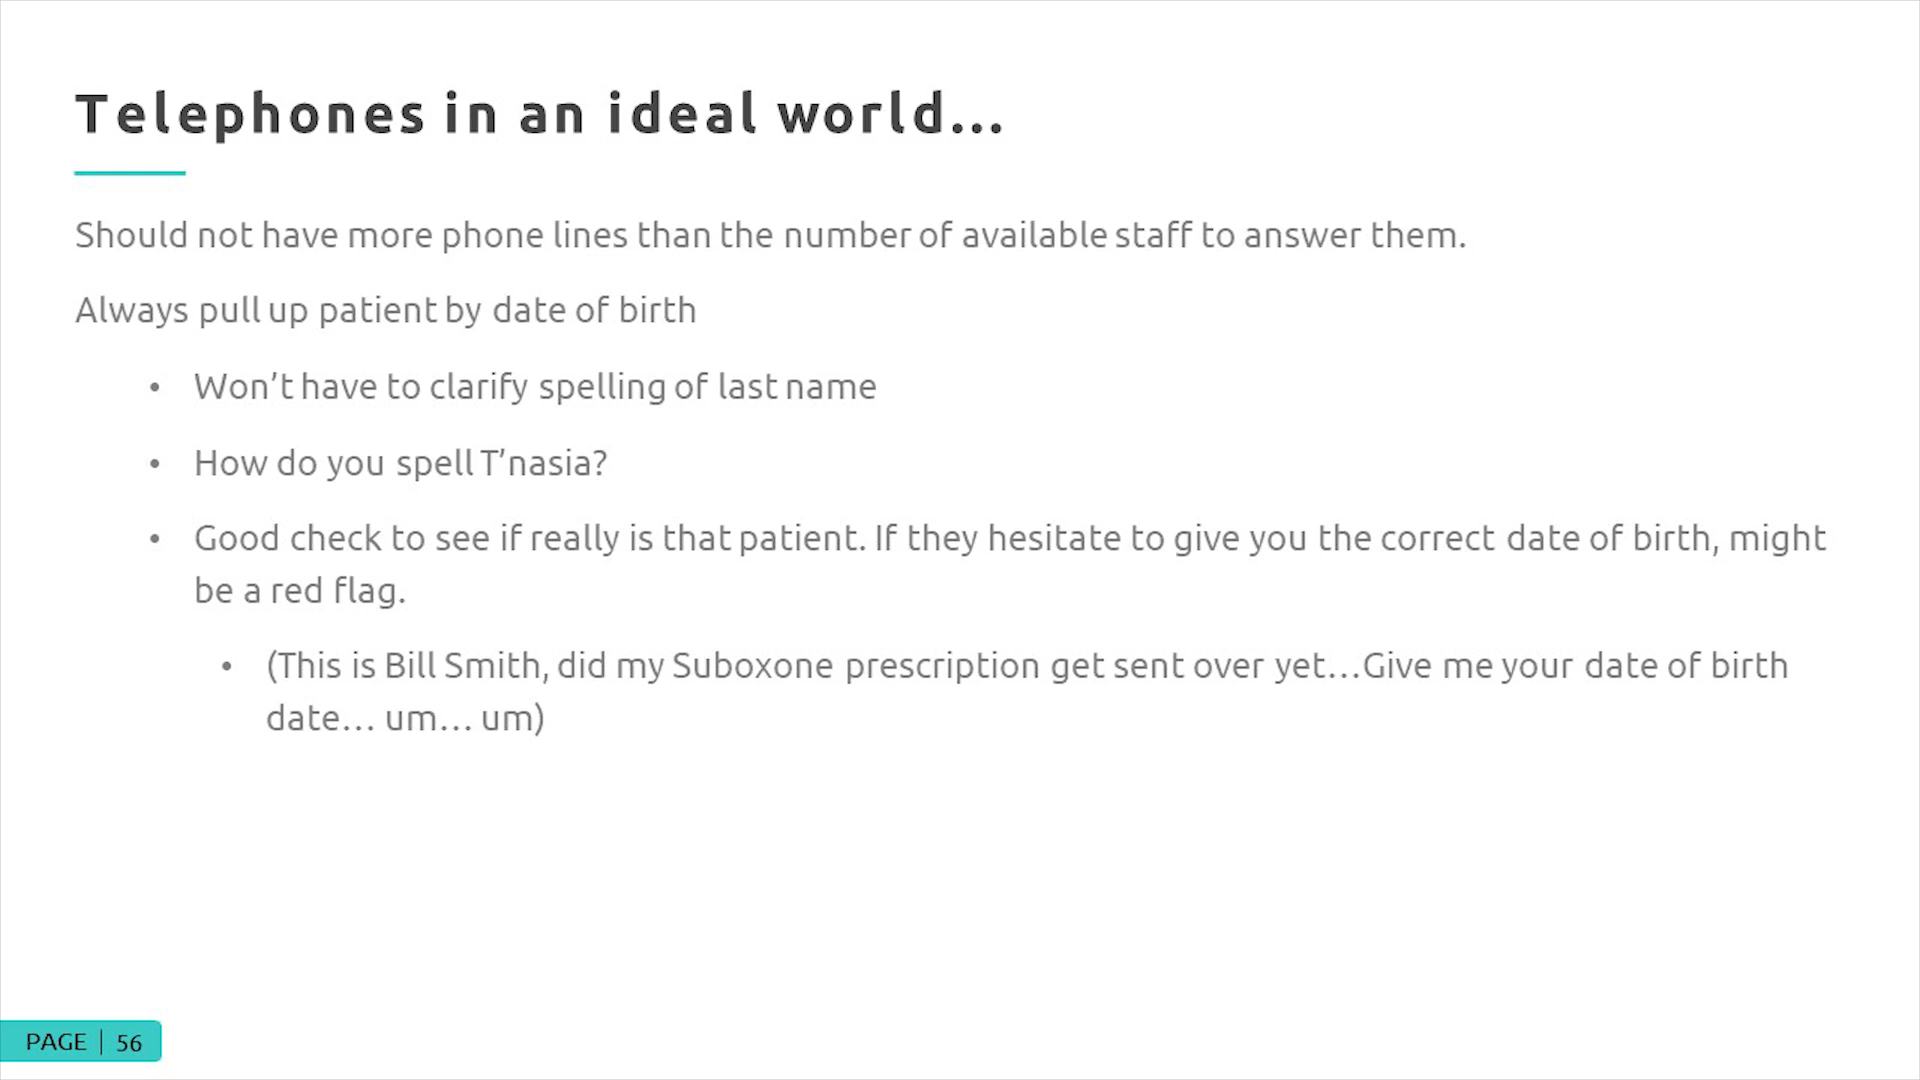 Telephones in an ideal world...
Should not have more phone lines than the number of available staff to answer them.
Always pull up patient by date of birth
• Won’t have to clarify spelling of last name
• How do you spell T’nasia?
• Good check to see if really is that patient. If they hesitate to give you the correct date of birth, might
be a red flag.
• (This is Bill Smith, did my Suboxone prescription get sent over yet…Give me your date of birth
date… um… um)
PAGE | 56